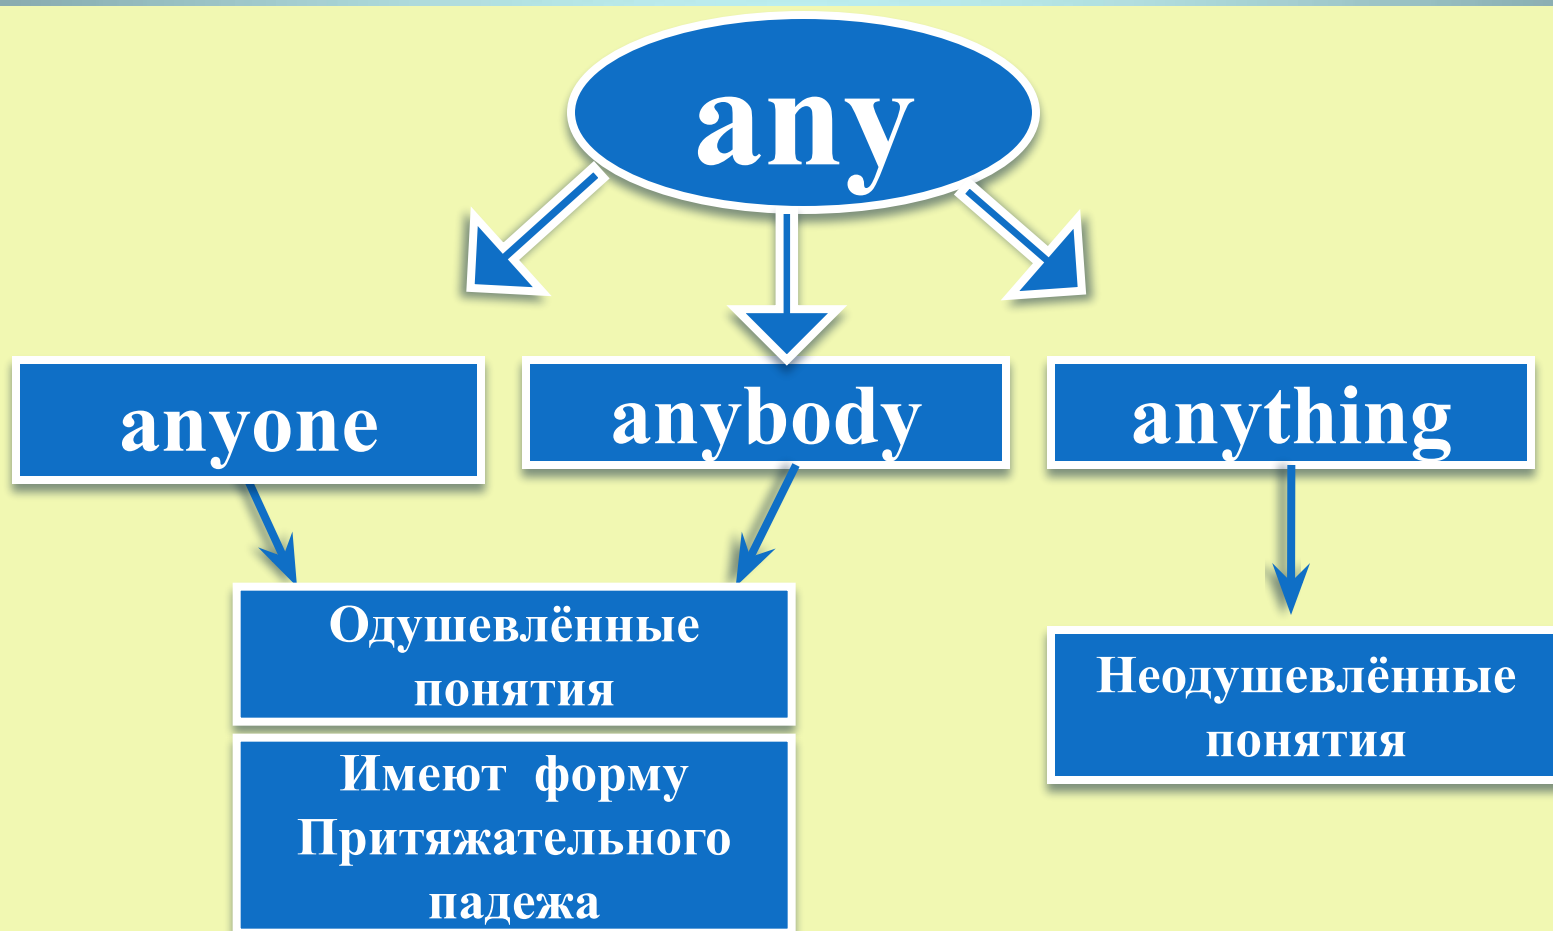 any
anyone
anybody
anything
Одушевлённые
понятия
Имеют форму
Притяжательного
падежа
Неодушевлённые
понятия